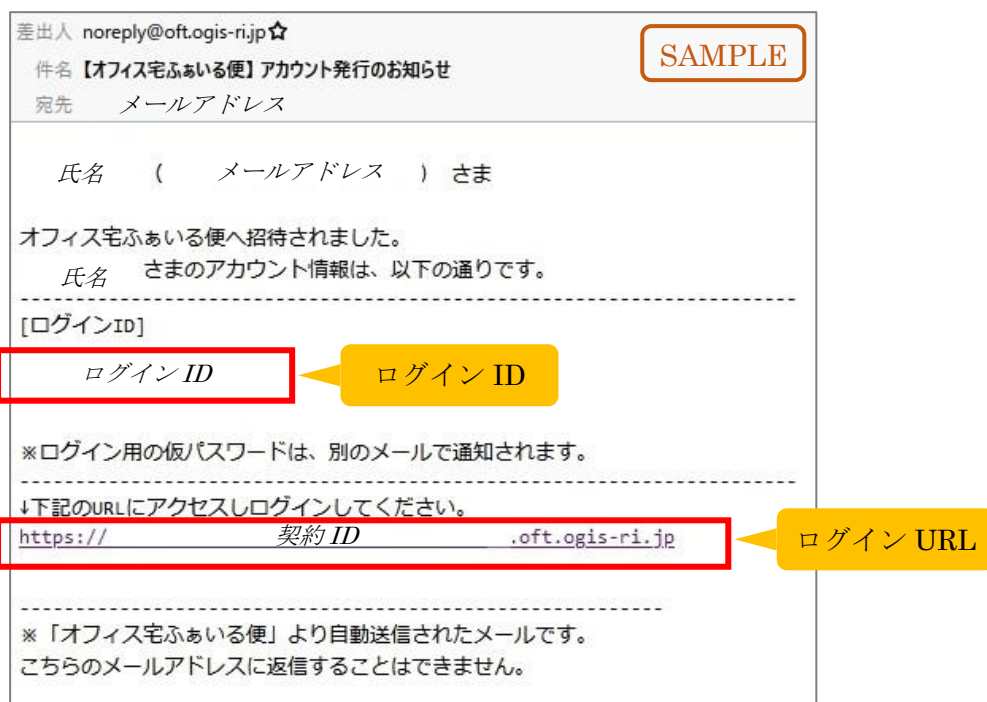 差出人 noreply@oft.ogis-ri.jp☆
SAMPLE
件名【オフィス宅ふぁいる便】アカウント発行のお知らせ
宛先 メールアドレス
氏名 ( メールアドレス ) さま
オフィス宅ふぁいる便へ招待されました。
氏名 さまのアカウント情報は、以下の通りです。
-----------------------------------------------------------------
[ログインID]
ログイン ID
ログイン ID
※ログイン用の仮パスワードは、別のメールで通知されます。
-----------------------------------------------------------------
↓下記のURLにアクセスしログインしてください。
https:// 契約 ID .oft.ogis-ri.jp
ログイン URL
------------------------------------------------------
※「オフィス宅ふぁいる便」より自動送信されたメールです。
こちらのメールアドレスに返信することはできません。